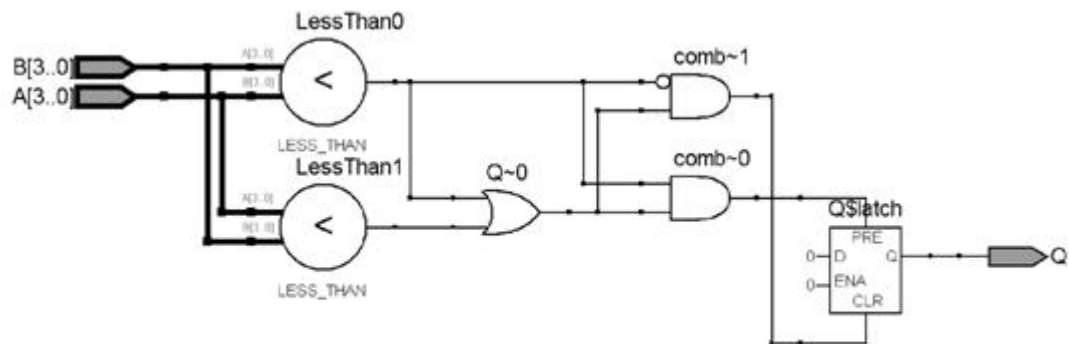 LessThan0
B[3..0]
A[3..0]
A[3..0]
B[3..0]
<
LESS_THAN
LessThan1
A[3..0]
B[3..0]
<
LESS_THAN
Q~0
comb~1
comb~0
Q$latch
PRE
0 D Q
0 ENA
CLR
Q